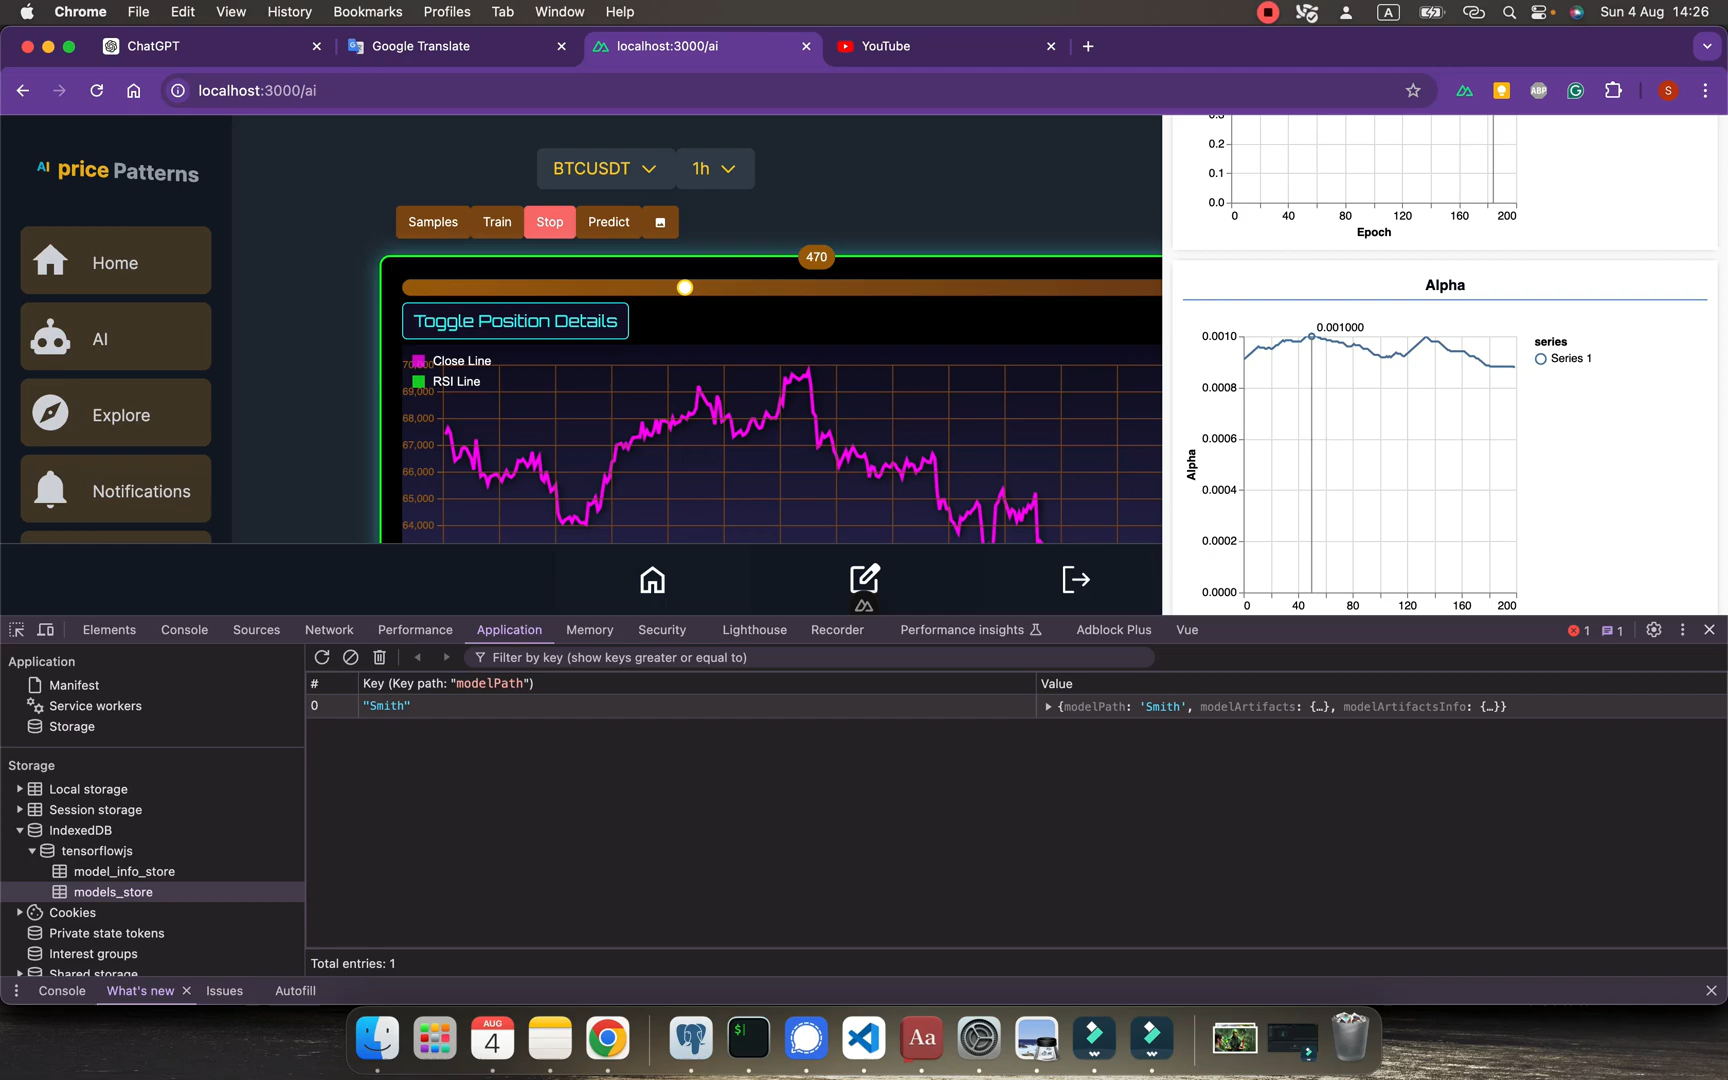 Chrome File Edit View History Bookmarks Profiles Tab Window Help
A
Sun 4 Aug 14:26
ChatGPT
Google Translate
localhost:3000/ai
YouTube
localhost:3000/ai
ABP
S
AI price Patterns
Home
AI
Explore
Notifications
BTCUSDT
1h
Samples Train Stop Predict
470
Toggle Position Details
Close Line
RSI Line
70,000
69,000
68,000
67,000
66,000
65,000
64,000
0.3
0.2
0.1
0.0
0 40 80 120 160 200
Epoch
Alpha
0.001000
0.0010
0.0008
0.0006
0.0004
0.0002
0.0000
Alpha
0 40 80 120 160 200
series
Series 1
Elements Console Sources Network Performance Application Memory Security Lighthouse Recorder Performance insights Adblock Plus Vue
1 1
Application
Manifest
Service workers
Storage
Storage
Local storage
Session storage
IndexedDB
tensorflowjs
model_info_store
models_store
Cookies
Private state tokens
Interest groups
Shared storage
Filter by key (show keys greater or equal to)
# Key (Key path: "modelPath") Value
0 "Smith" {modelPath: 'Smith', modelArtifacts: {…}, modelArtifactsInfo: {…}}
Total entries: 1
Console What's new Issues Autofill
AUG
4
$
Aa